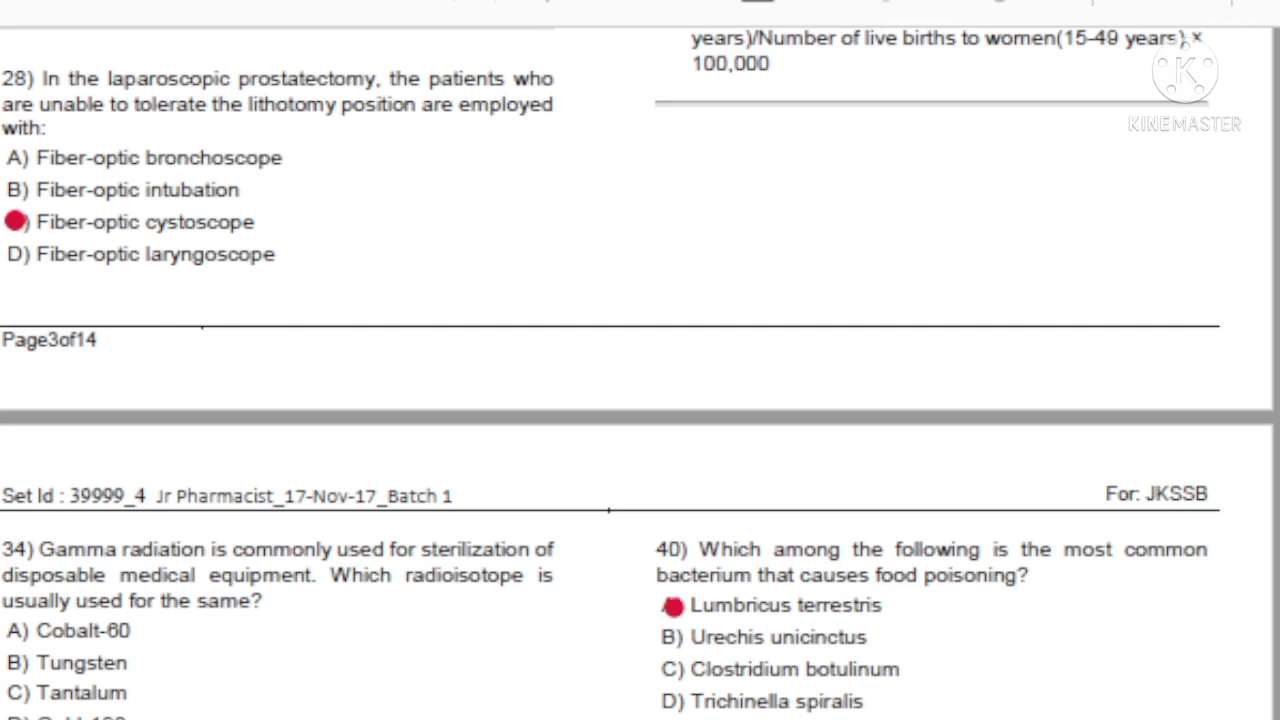 years)/Number of live births to women(15-49 years) ×
100,000
K
KINEMASTER
28) In the laparoscopic prostatectomy, the patients who
are unable to tolerate the lithotomy position are employed
with:
A) Fiber-optic bronchoscope
B) Fiber-optic intubation
) Fiber-optic cystoscope
D) Fiber-optic laryngoscope
Page3of14
Set Id : 39999_4 Jr Pharmacist_17-Nov-17_Batch 1
For: JKSSB
34) Gamma radiation is commonly used for sterilization of
disposable medical equipment. Which radioisotope is
usually used for the same?
A) Cobalt-60
B) Tungsten
C) Tantalum
40) Which among the following is the most common
bacterium that causes food poisoning?
Lumbricus terrestris
B) Urechis unicinctus
C) Clostridium botulinum
D) Trichinella spiralis